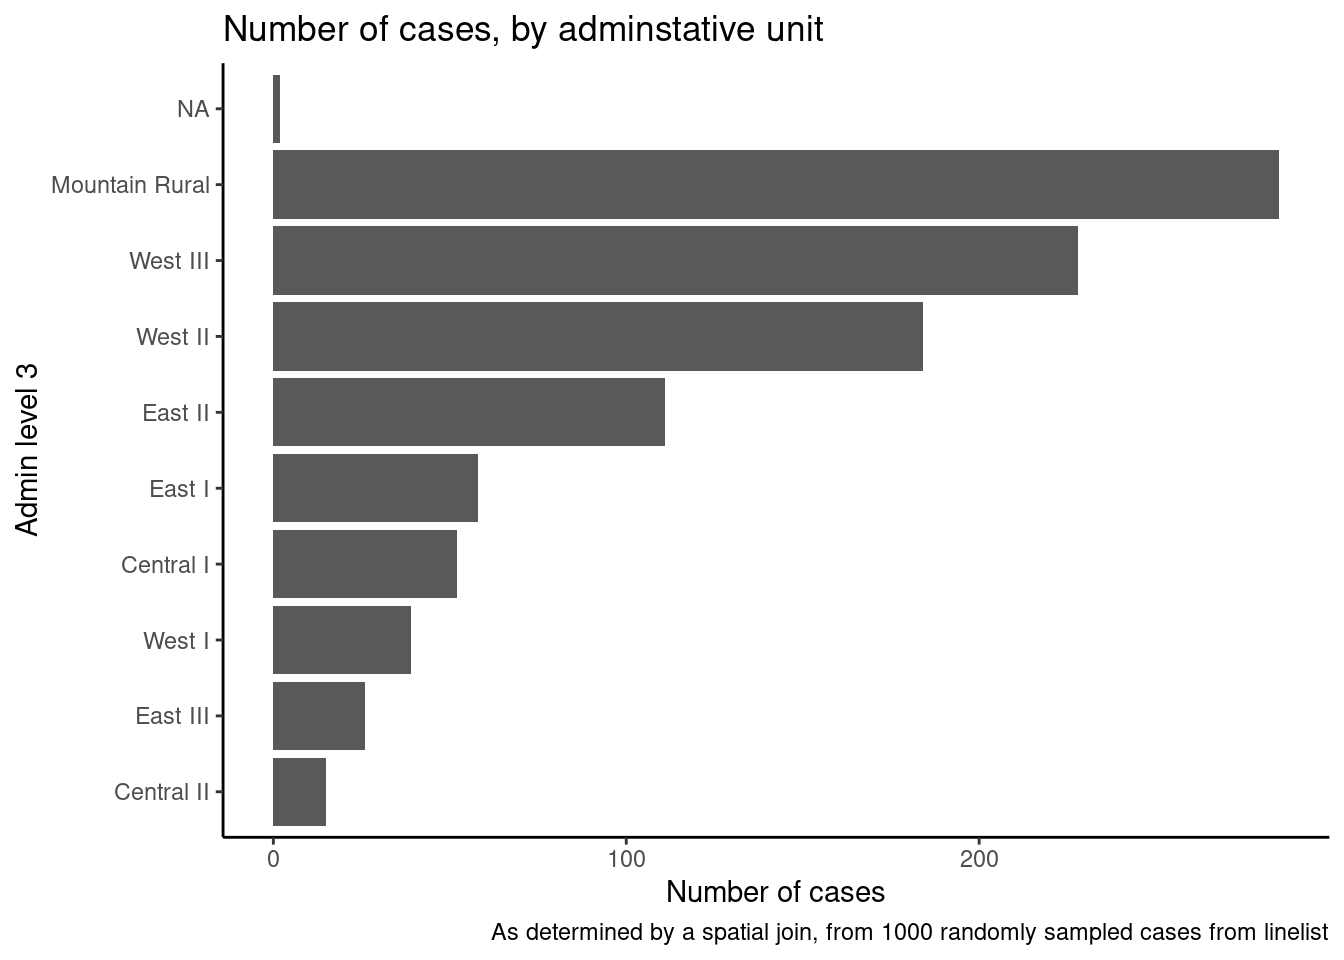 Number of cases, by adminstative unit
NA
Mountain Rural
West III
West II
East II
East I
Central I
West I
East III
Central II
Admin level 3
0 100 200
Number of cases
As determined by a spatial join, from 1000 randomly sampled cases from linelist